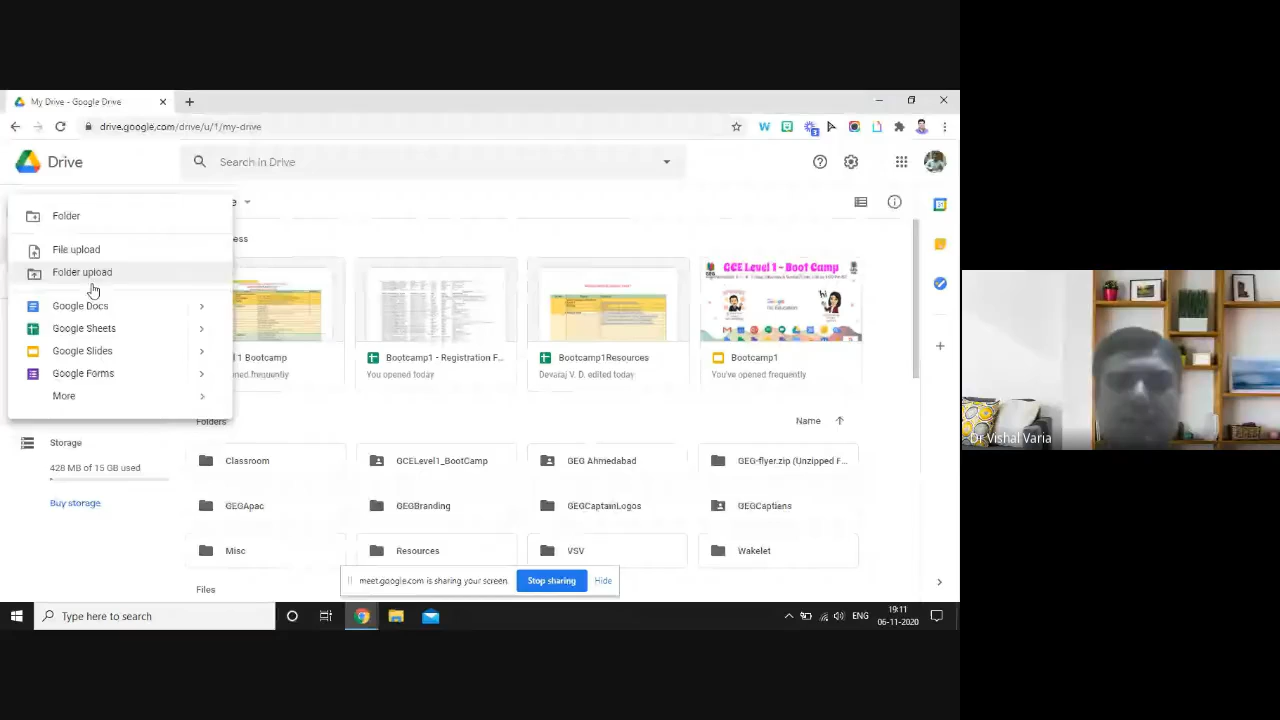 My Drive - Google Drive
drive.google.com/drive/u/1/my-drive
Drive
Search in Drive
Folder
File upload
Folder upload
Google Docs
Google Sheets
Google Slides
Google Forms
More
Storage
428 MB of 15 GB used
Buy storage
GCE Level 1 - Boot Camp
1 Bootcamp
Bootcamp1 - Registration F...
You opened today
Bootcamp1Resources
Devaraj V. D. edited today
Bootcamp1
You've opened frequently
Folders
Name
Classroom
GCELevel1_BootCamp
GEG Ahmedabad
GEG-flyer.zip (Unzipped F...
GEGApac
GEGBranding
GEGCaptainLogos
GEGCaptians
Misc
Resources
VSV
Wakelet
Files
meet.google.com is sharing your screen.
Stop sharing
Hide
Type here to search
ENG
19:11
06-11-2020
Dr Vishal Varia